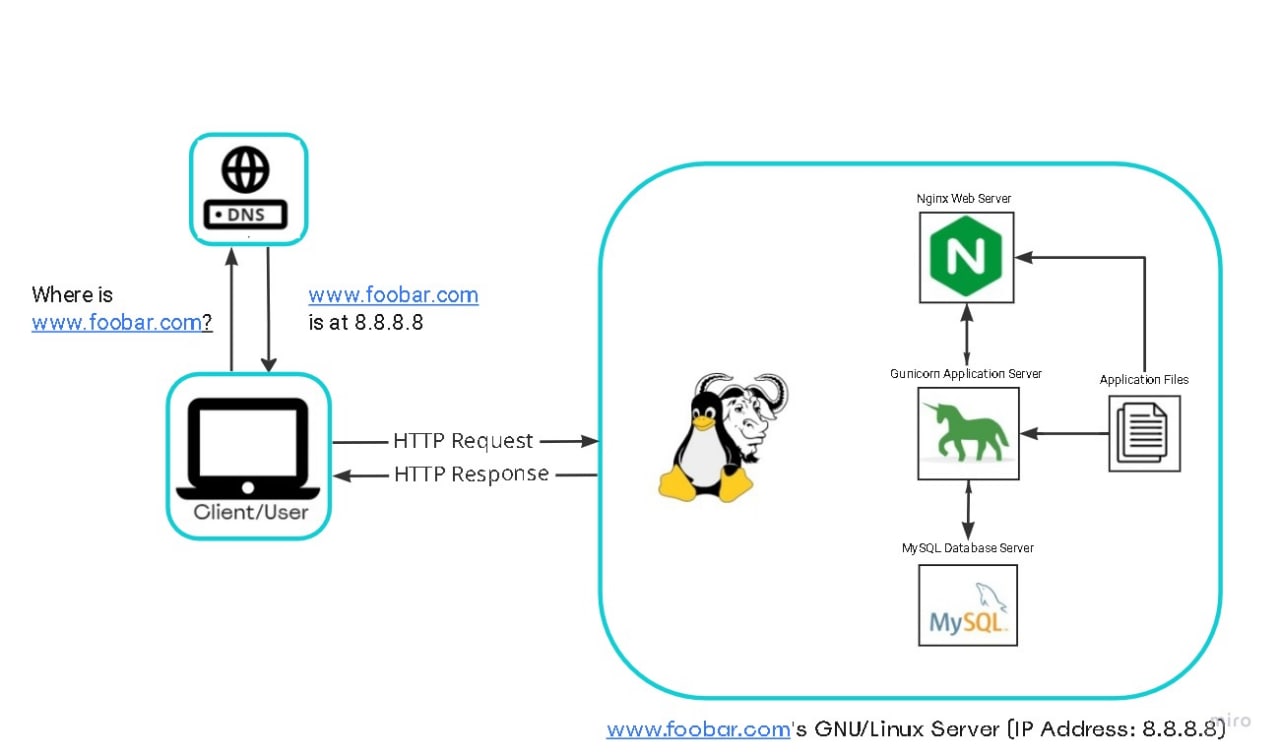 DNS
Where is
www.foobar.com?
www.foobar.com
is at 8.8.8.8
Client/User
HTTP Request
HTTP Response
Nginx Web Server
N
Gunicorn Application Server
Application Files
MySQL Database Server
MySQL
www.foobar.com's GNU/Linux Server (IP Address: 8.8.8.8)
miro